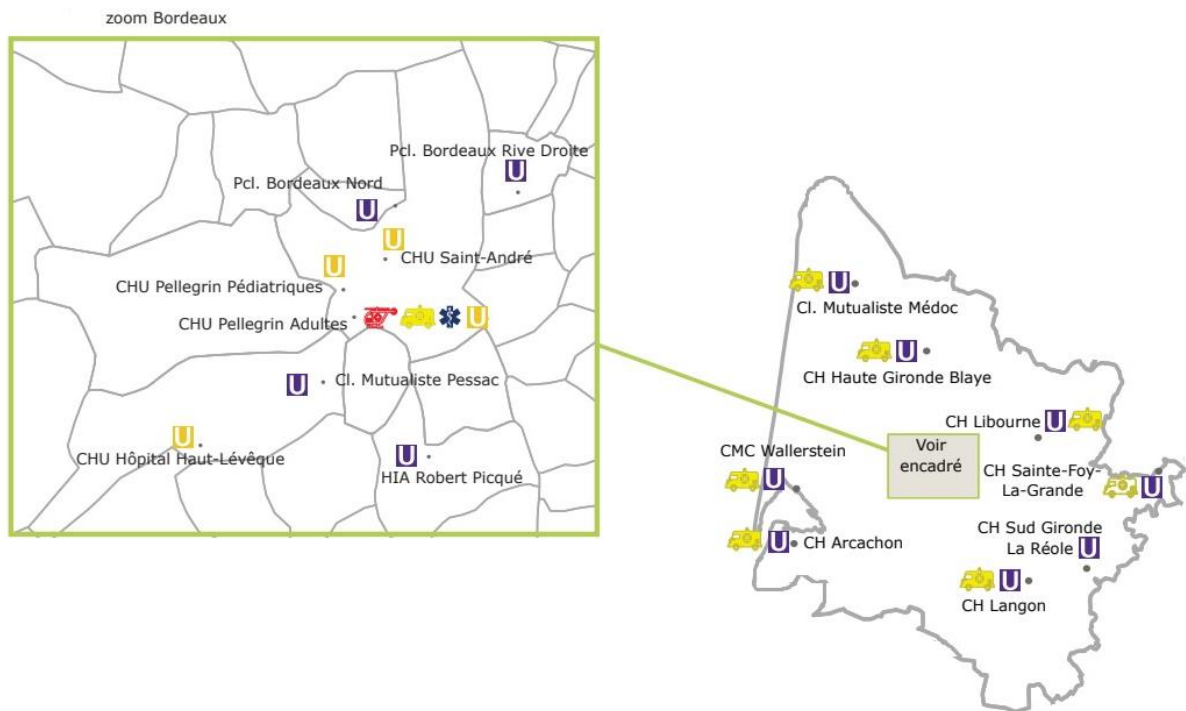 zoom Bordeaux
Pcl. Bordeaux Rive Droite
U
Pcl. Bordeaux Nord
U
U
CHU Saint-André
U
CHU Pellegrin Pédiatriques
CHU Pellegrin Adultes
U
Cl. Mutualiste Pessac
U
U
CHU Hôpital Haut-Lévêque
U
HIA Robert Picqué
U
Cl. Mutualiste Médoc
U
CH Haute Gironde Blaye
CH Libourne U
Voir
encadré
CMC Wallerstein
U
CH Sainte-Foy-
La-Grande
U
CH Sud Gironde
La Réole U
U CH Arcachon
U
CH Langon